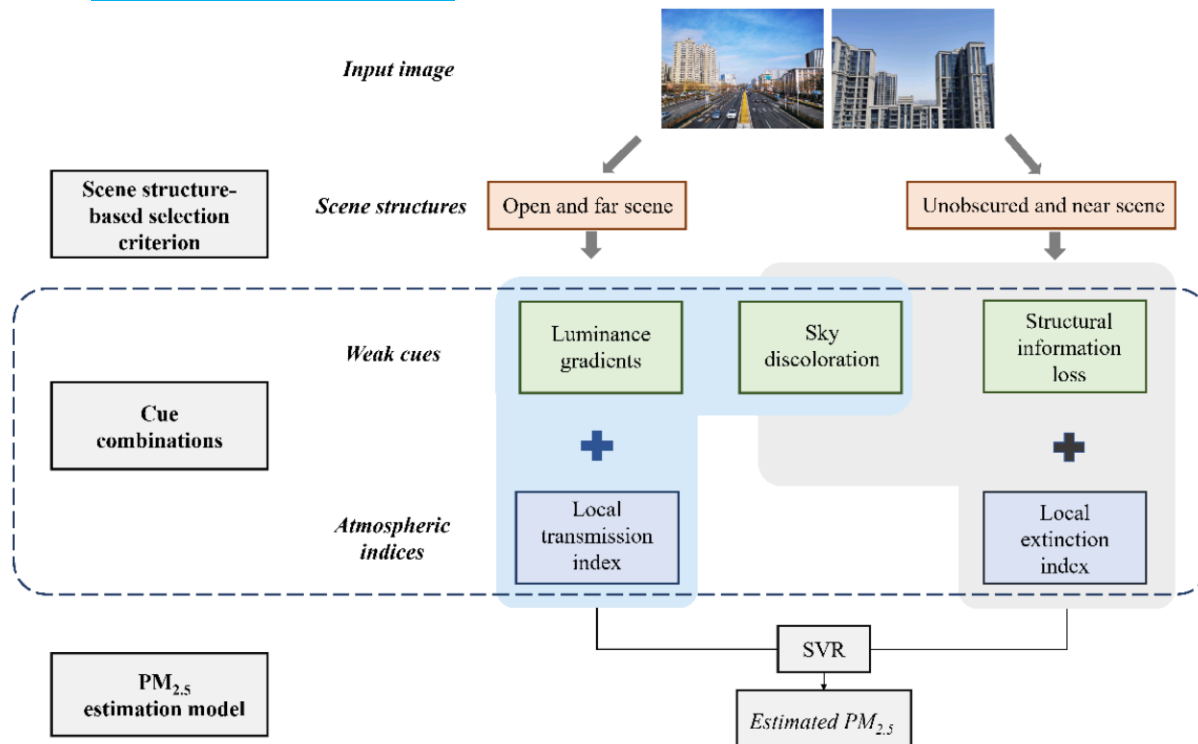 Input image
Scene structure-
based selection
criterion
Scene structures
Open and far scene
Unobscured and near scene
Weak cues
Luminance
gradients
Sky
discoloration
Structural
information
loss
Cue
combinations
Atmospheric
indices
Local
transmission
index
Local
extinction
index
SVR
PM2.5
estimation model
Estimated PM2.5